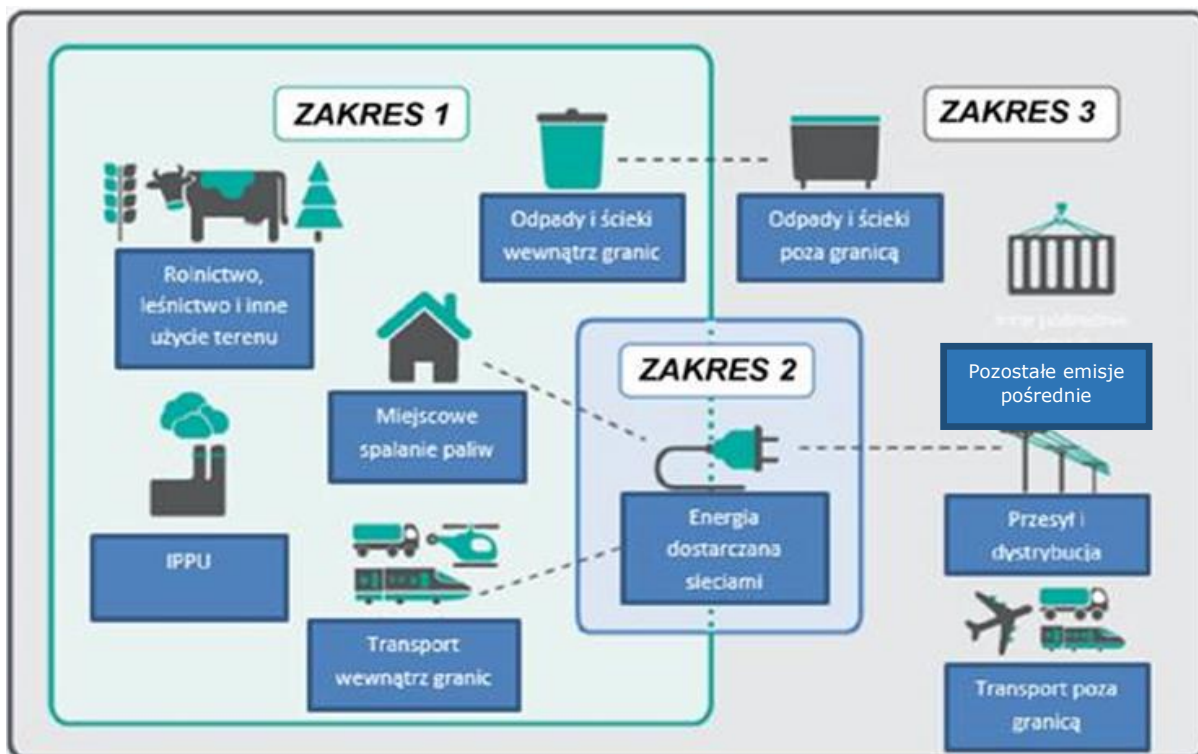 ZAKRES 1
ZAKRES 3
Odpady i ścieki
wewnątrz granic
Odpady i ścieki
poza granicą
Rolnictwo,
leśnictwo i inne
użycie terenu
ZAKRES 2
Pozostałe emisje
pośrednie
Miejscowe
spalanie paliw
IPPU
Energia
dostarczana
sieciami
Przesył i
dystrybucja
Transport
wewnątrz granic
Transport poza
granicą